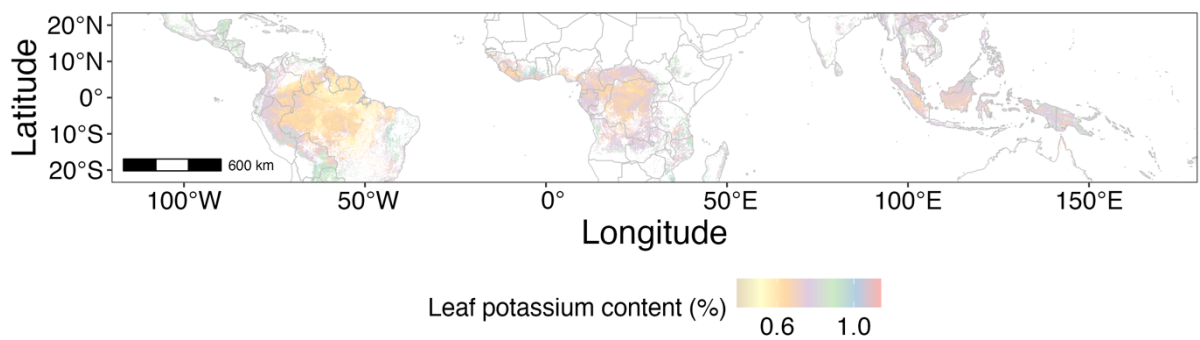 20°N
10°N
0°
10°S
20°S
Latitude
600 km
100°W 50°W 0° 50°E 100°E 150°E
Longitude
Leaf potassium content (%)
0.6 1.0